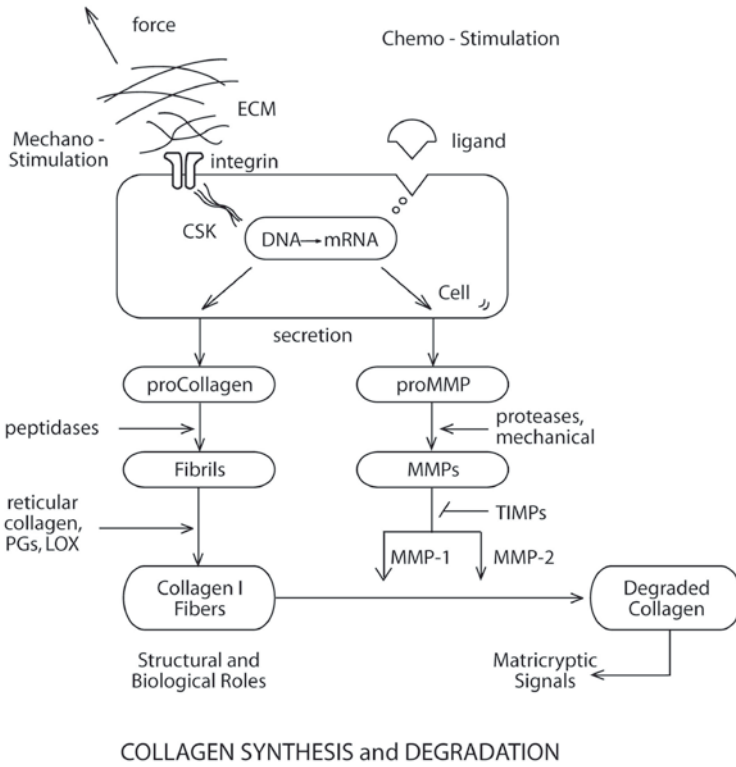 force
Chemo - Stimulation
ECM
Mechano -
Stimulation
integrin
ligand
CSK
DNA→mRNA
Cell
secretion
proCollagen
proMMP
peptidases
proteases,
mechanical
Fibrils
MMPs
reticular
collagen,
PGs, LOX
TIMPs
MMP-1
MMP-2
Collagen I
Fibers
Degraded
Collagen
Structural and
Biological Roles
Matricryptic
Signals
COLLAGEN SYNTHESIS and DEGRADATION